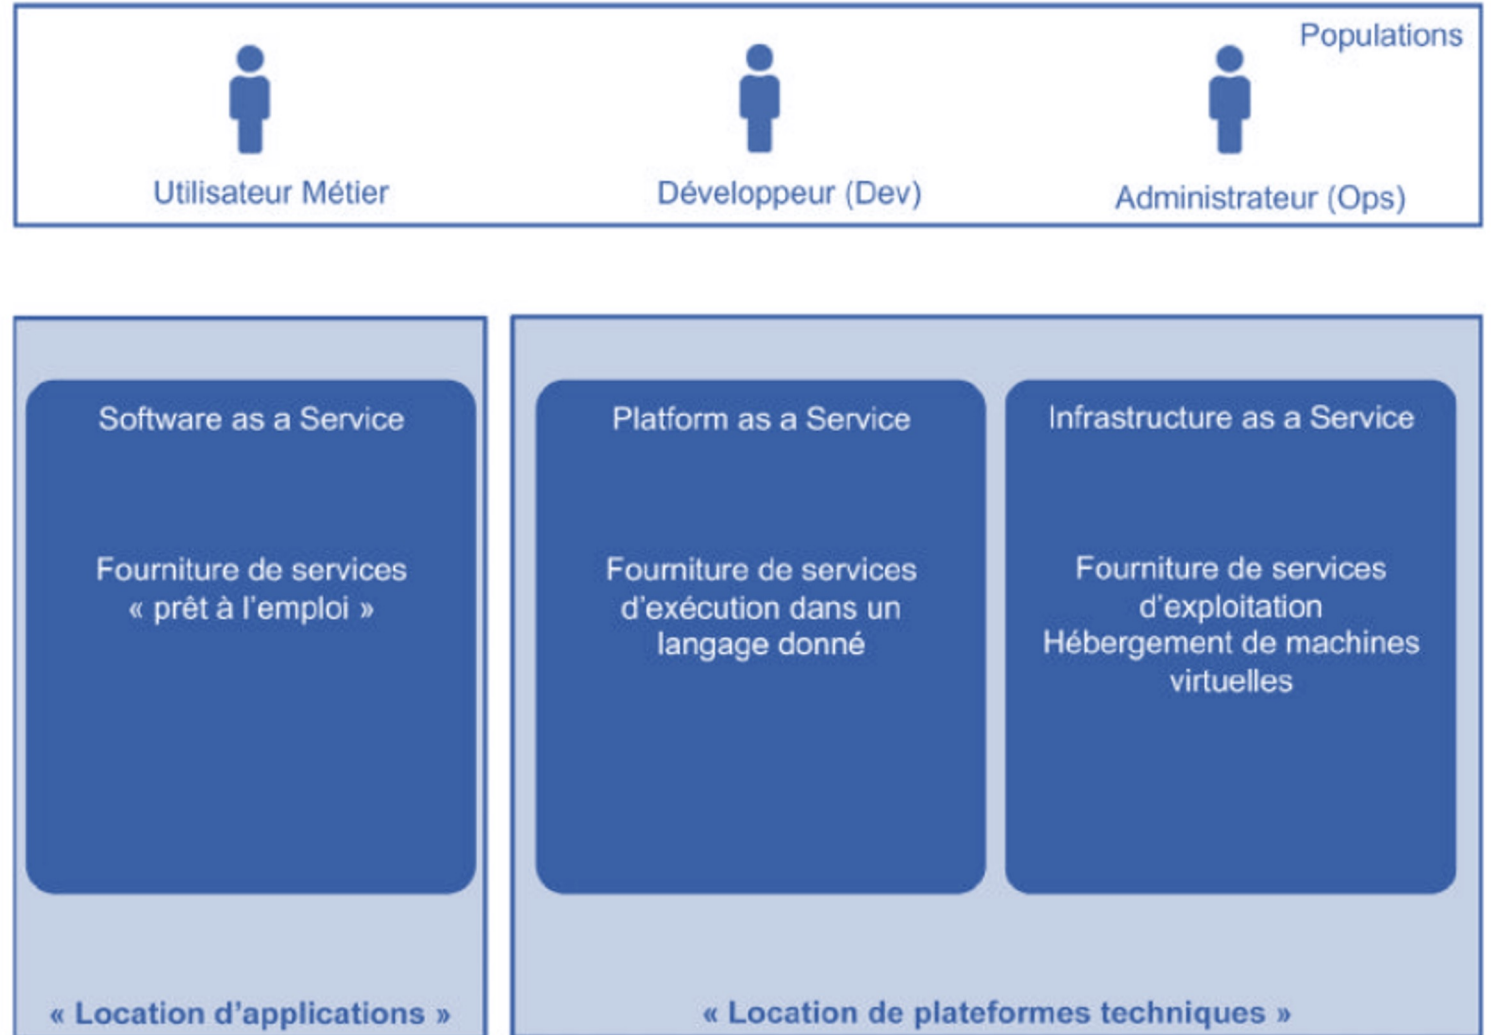 Populations
Utilisateur Métier
Développeur (Dev)
Administrateur (Ops)
Software as a Service
Fourniture de services
« prêt à l’emploi »
« Location d’applications »
Platform as a Service
Fourniture de services
d’exécution dans un
langage donné
Infrastructure as a Service
Fourniture de services
d’exploitation
Hébergement de machines
virtuelles
« Location de plateformes techniques »